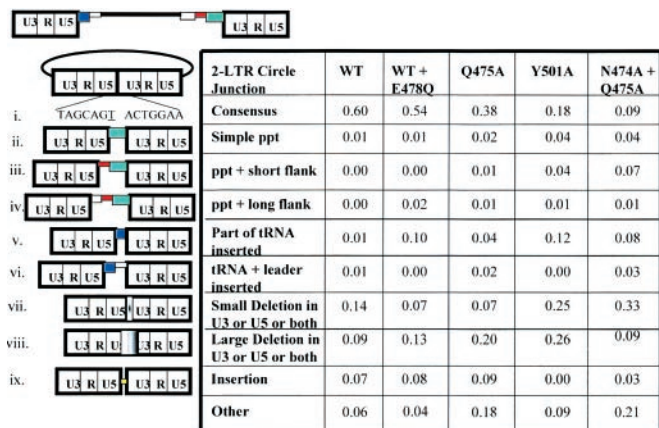 U3 R U5 U3 R U5
U3 R U5 U3 R U5
i. TAGCAGT ACTGGAA
ii. U3 R U5 U3 R U5
iii. U3 R U5 U3 R U5
iv. U3 R U5 U3 R U5
v. U3 R U5 U3 R U5
vi. U3 R U5 U3 R U5
vii. U3 R U5 U3 R U5
viii. U3 R U U3 R U5
ix. U3 R U5 U3 R U5
2-LTR Circle Junction WT WT + E478Q Q475A Y501A N474A + Q475A
Consensus 0.60 0.54 0.38 0.18 0.09
Simple ppt 0.01 0.01 0.02 0.04 0.04
ppt + short flank 0.00 0.00 0.01 0.04 0.07
ppt + long flank 0.00 0.02 0.01 0.01 0.01
Part of tRNA inserted 0.01 0.10 0.04 0.12 0.08
tRNA + leader inserted 0.01 0.00 0.02 0.00 0.03
Small Deletion in U3 or U5 or both 0.14 0.07 0.07 0.25 0.33
Large Deletion in U3 or U5 or both 0.09 0.13 0.20 0.26 0.09
Insertion 0.07 0.08 0.09 0.00 0.03
Other 0.06 0.04 0.18 0.09 0.21